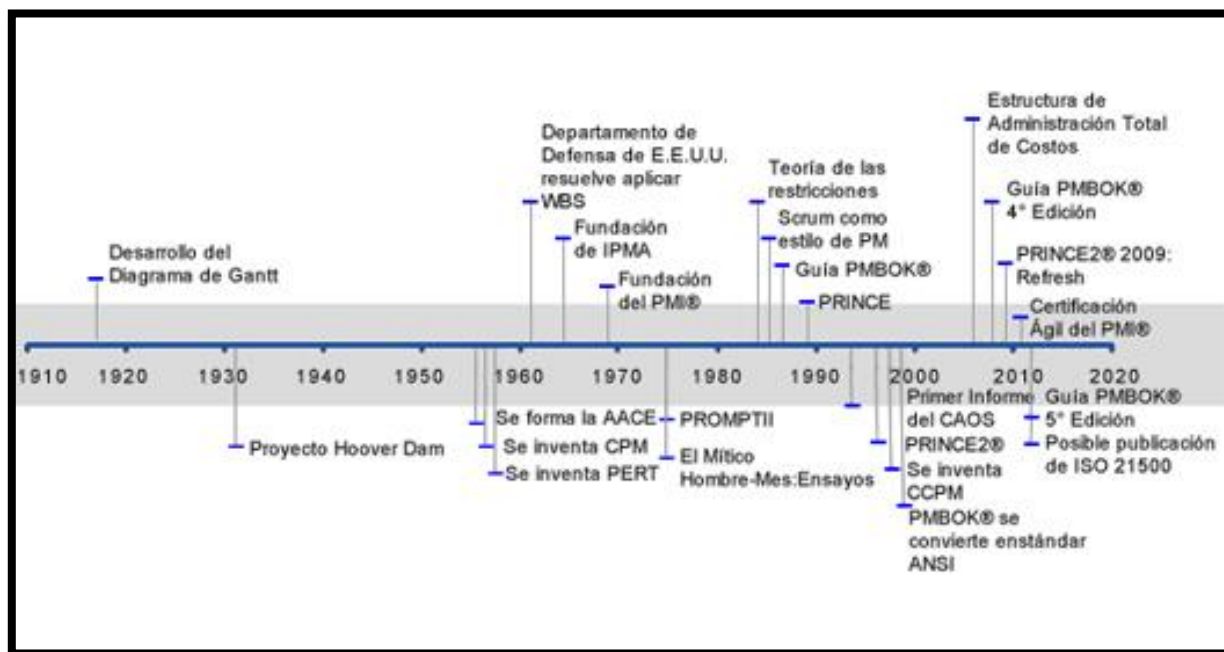 Estructura de
Administración Total
de Costos
Departamento de
Defensa de E.E.U.U.
resuelve aplicar
WBS
Teoría de las
restricciones
Guía PMBOK®
4° Edición
Fundación
de IPMA
Scrum como
estilo de PM
Desarrollo del
Diagrama de Gantt
PRINCE2® 2009:
Refresh
Guía PMBOK®
Fundación
del PMI®
PRINCE
Certificación
Ágil del PMI®
1910 1920 1930 1940 1950 1960 1970 1980 1990 2000 2010 2020
Se forma la AACE
PROMPTII
Primer Informe
del CAOS
Guía PMBOK®
5° Edición
Proyecto Hoover Dam
Se inventa CPM
El Mítico
Hombre-Mes:Ensayos
PRINCE2®
Posible publicación
de ISO 21500
Se inventa PERT
Se inventa
CCPM
PMBOK® se
convierte enstándar
ANSI